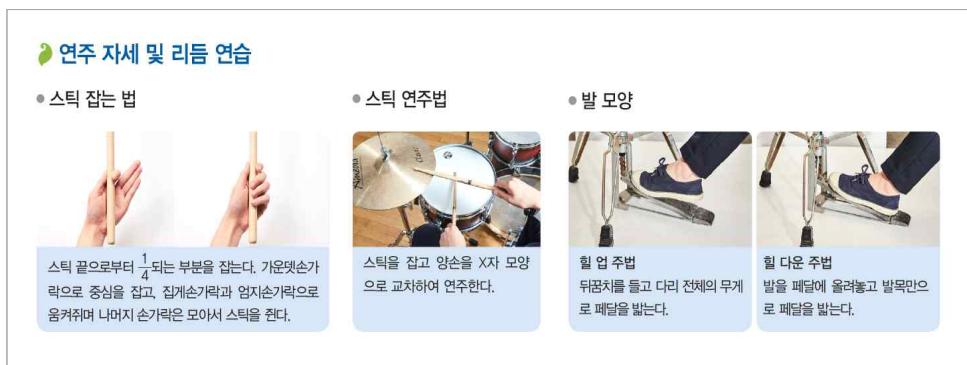 연주 자세 및 리듬 연습
● 스틱 잡는 법
스틱 끝으로부터 1/4되는 부분을 잡는다. 가운뎃손가
락으로 중심을 잡고, 집게손가락과 엄지손가락으로
움켜쥐며 나머지 손가락은 모아서 스틱을 쥔다.
● 스틱 연주법
스틱을 잡고 양손을 X자 모양
으로 교차하여 연주한다.
● 발 모양
힐 업 주법
뒤꿈치를 들고 다리 전체의 무게
로 페달을 밟는다.
힐 다운 주법
발을 페달에 올려놓고 발목만으
로 페달을 밟는다.